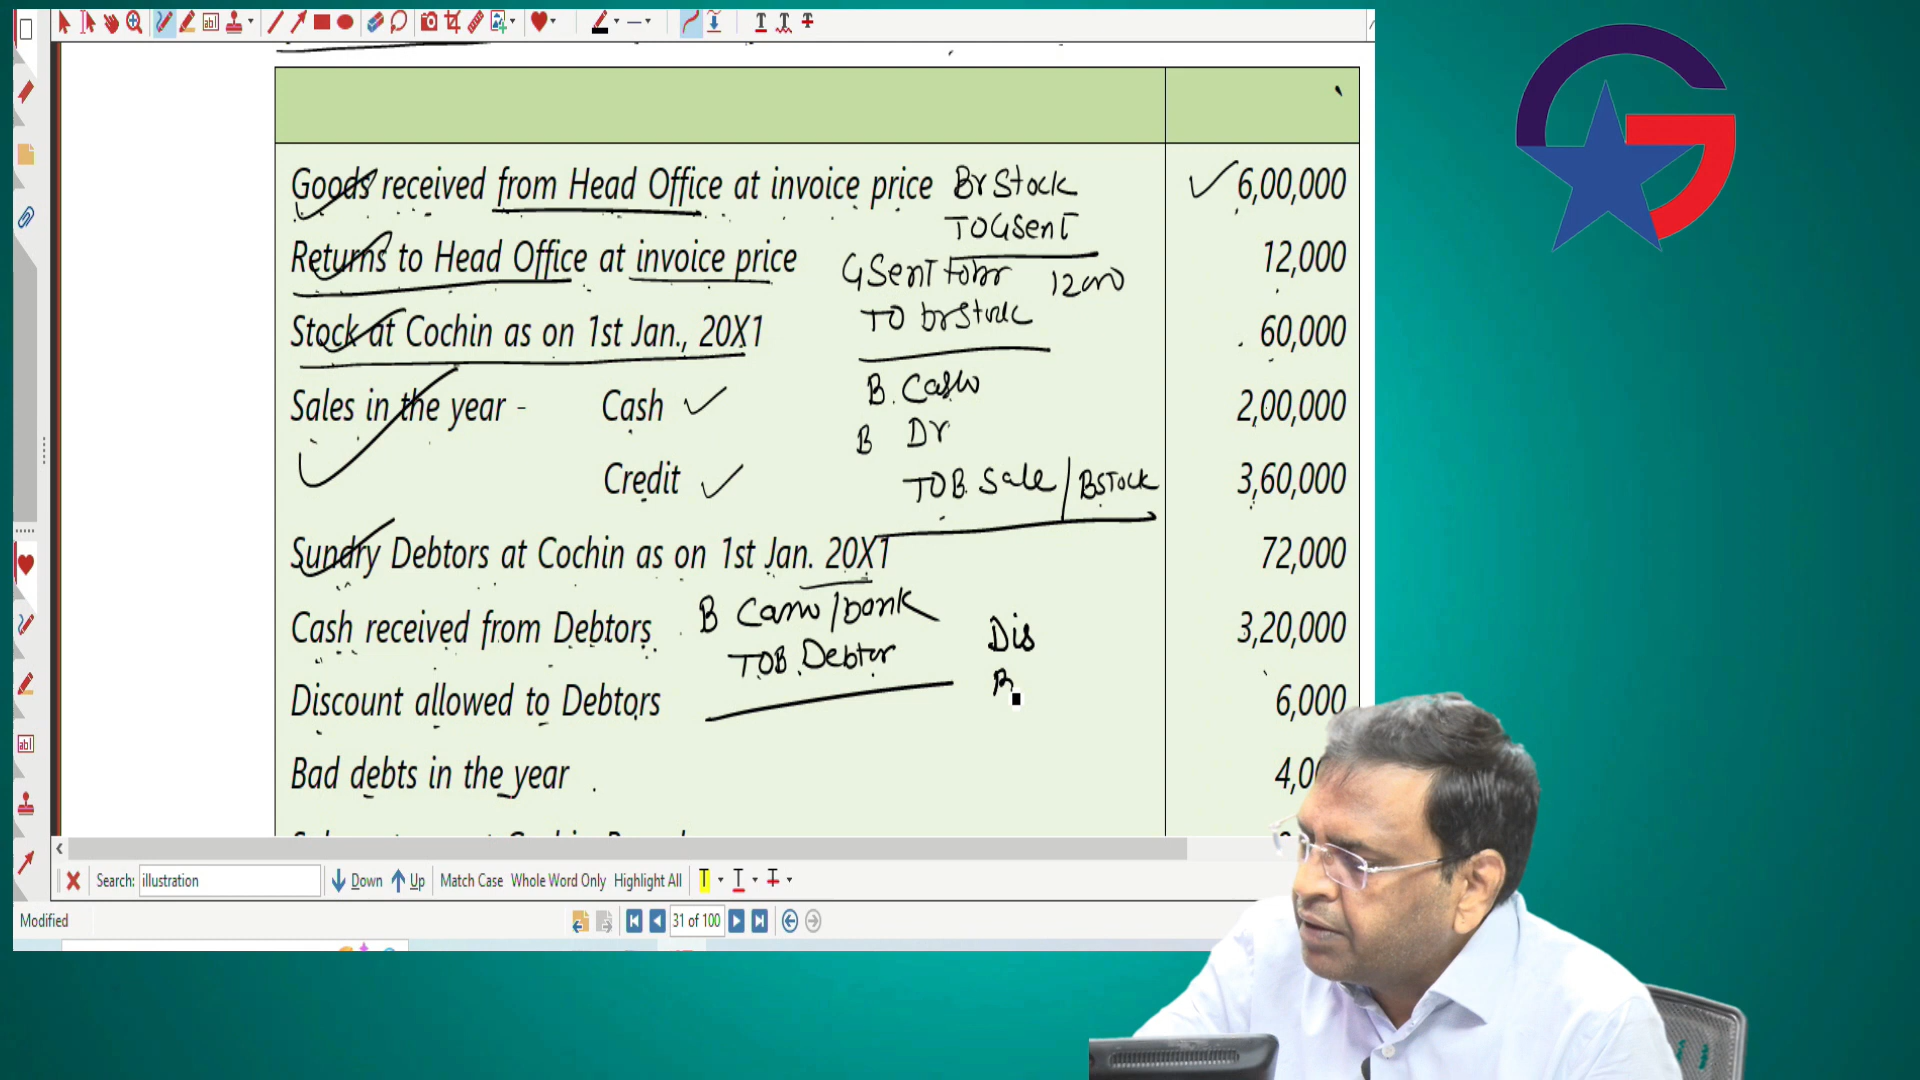 Goods received from Head Office at invoice price Br Stock 6,00,000
TO GSent
Returns to Head Office at invoice price 12,000
GSenT to br 12000
TO br Stock
Stock at Cochin as on 1st Jan., 20X1 60,000
Sales in the year - Cash 2,00,000
B. Cash
B Dr
Credit 3,60,000
TO B. Sale / B Stock
Sundry Debtors at Cochin as on 1st Jan. 20X1 72,000
Cash received from Debtors B Cash / bank 3,20,000
Dis
TO B. Debtor
B
Discount allowed to Debtors 6,000
Bad debts in the year
Search: illustration Down Up Match Case Whole Word Only Highlight All T T T
Modified 31 of 100